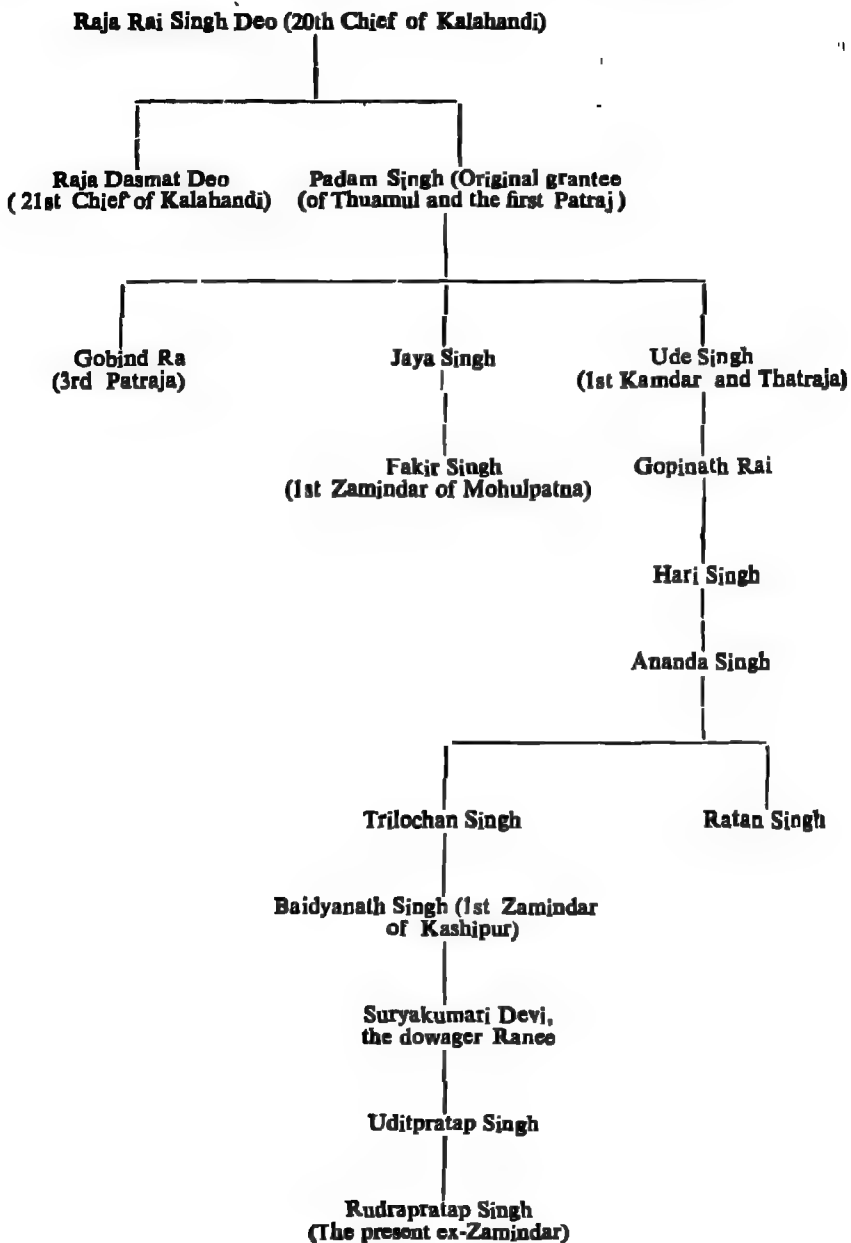 Raja Rai Singh Deo (20th Chief of Kalahandi)
Raja Dasmat Deo
( 21st Chief of Kalahandi)
Padam Singh (Original grantee
(of Thuamul and the first Patraj )
Gobind Ra
(3rd Patraja)
Jaya Singh
Ude Singh
(1st Kamdar and Thatraja)
Fakir Singh
(1st Zamindar of Mohulpatna)
Gopinath Rai
Hari Singh
Ananda Singh
Trilochan Singh
Ratan Singh
Baidyanath Singh (1st Zamindar
of Kashipur)
Suryakumari Devi,
the dowager Ranee
Uditpratap Singh
Rudrapratap Singh
(The present ex-Zamindar)